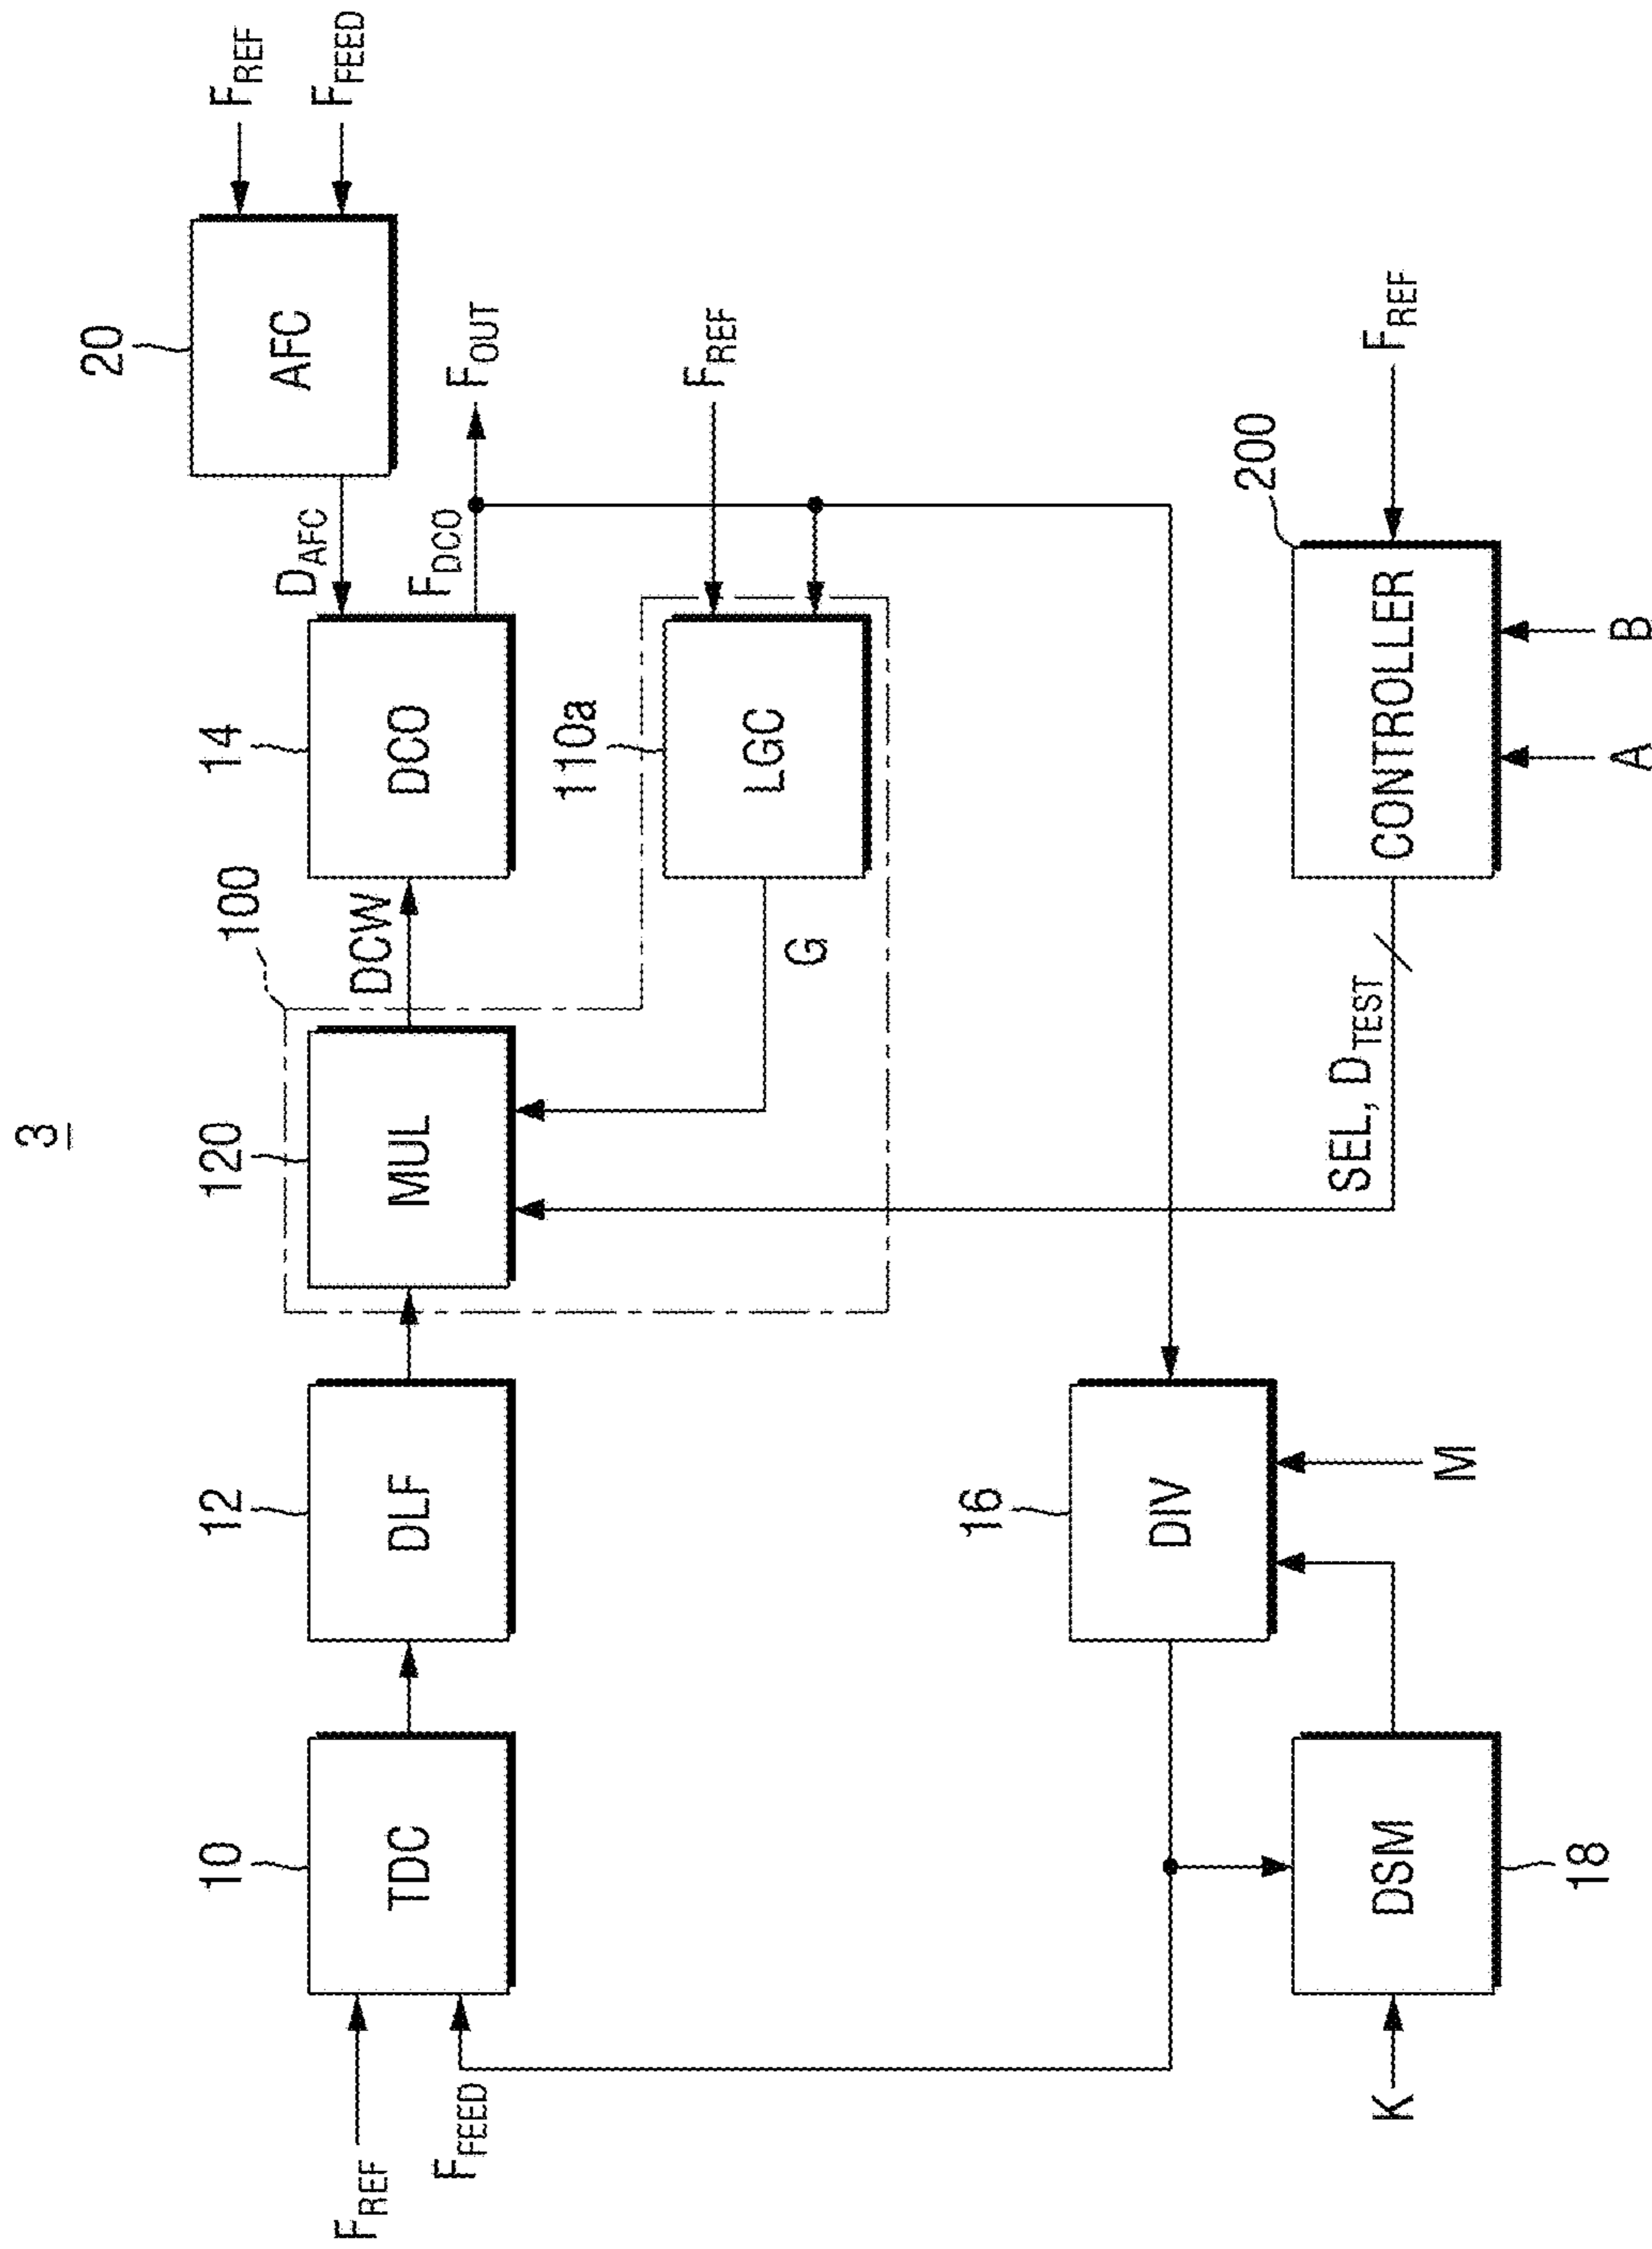 3
10
12
120
100
14
20
TDC
DLF
MUL
DCW
DCO
D_AFC
AFC
F_REF
F_FEED
F_REF
F_FEED
F_DCO
F_OUT
110a
LGC
G
F_REF
16
DIV
M
200
K
DSM
18
SEL, D_TEST
CONTROLLER
F_REF
A
B